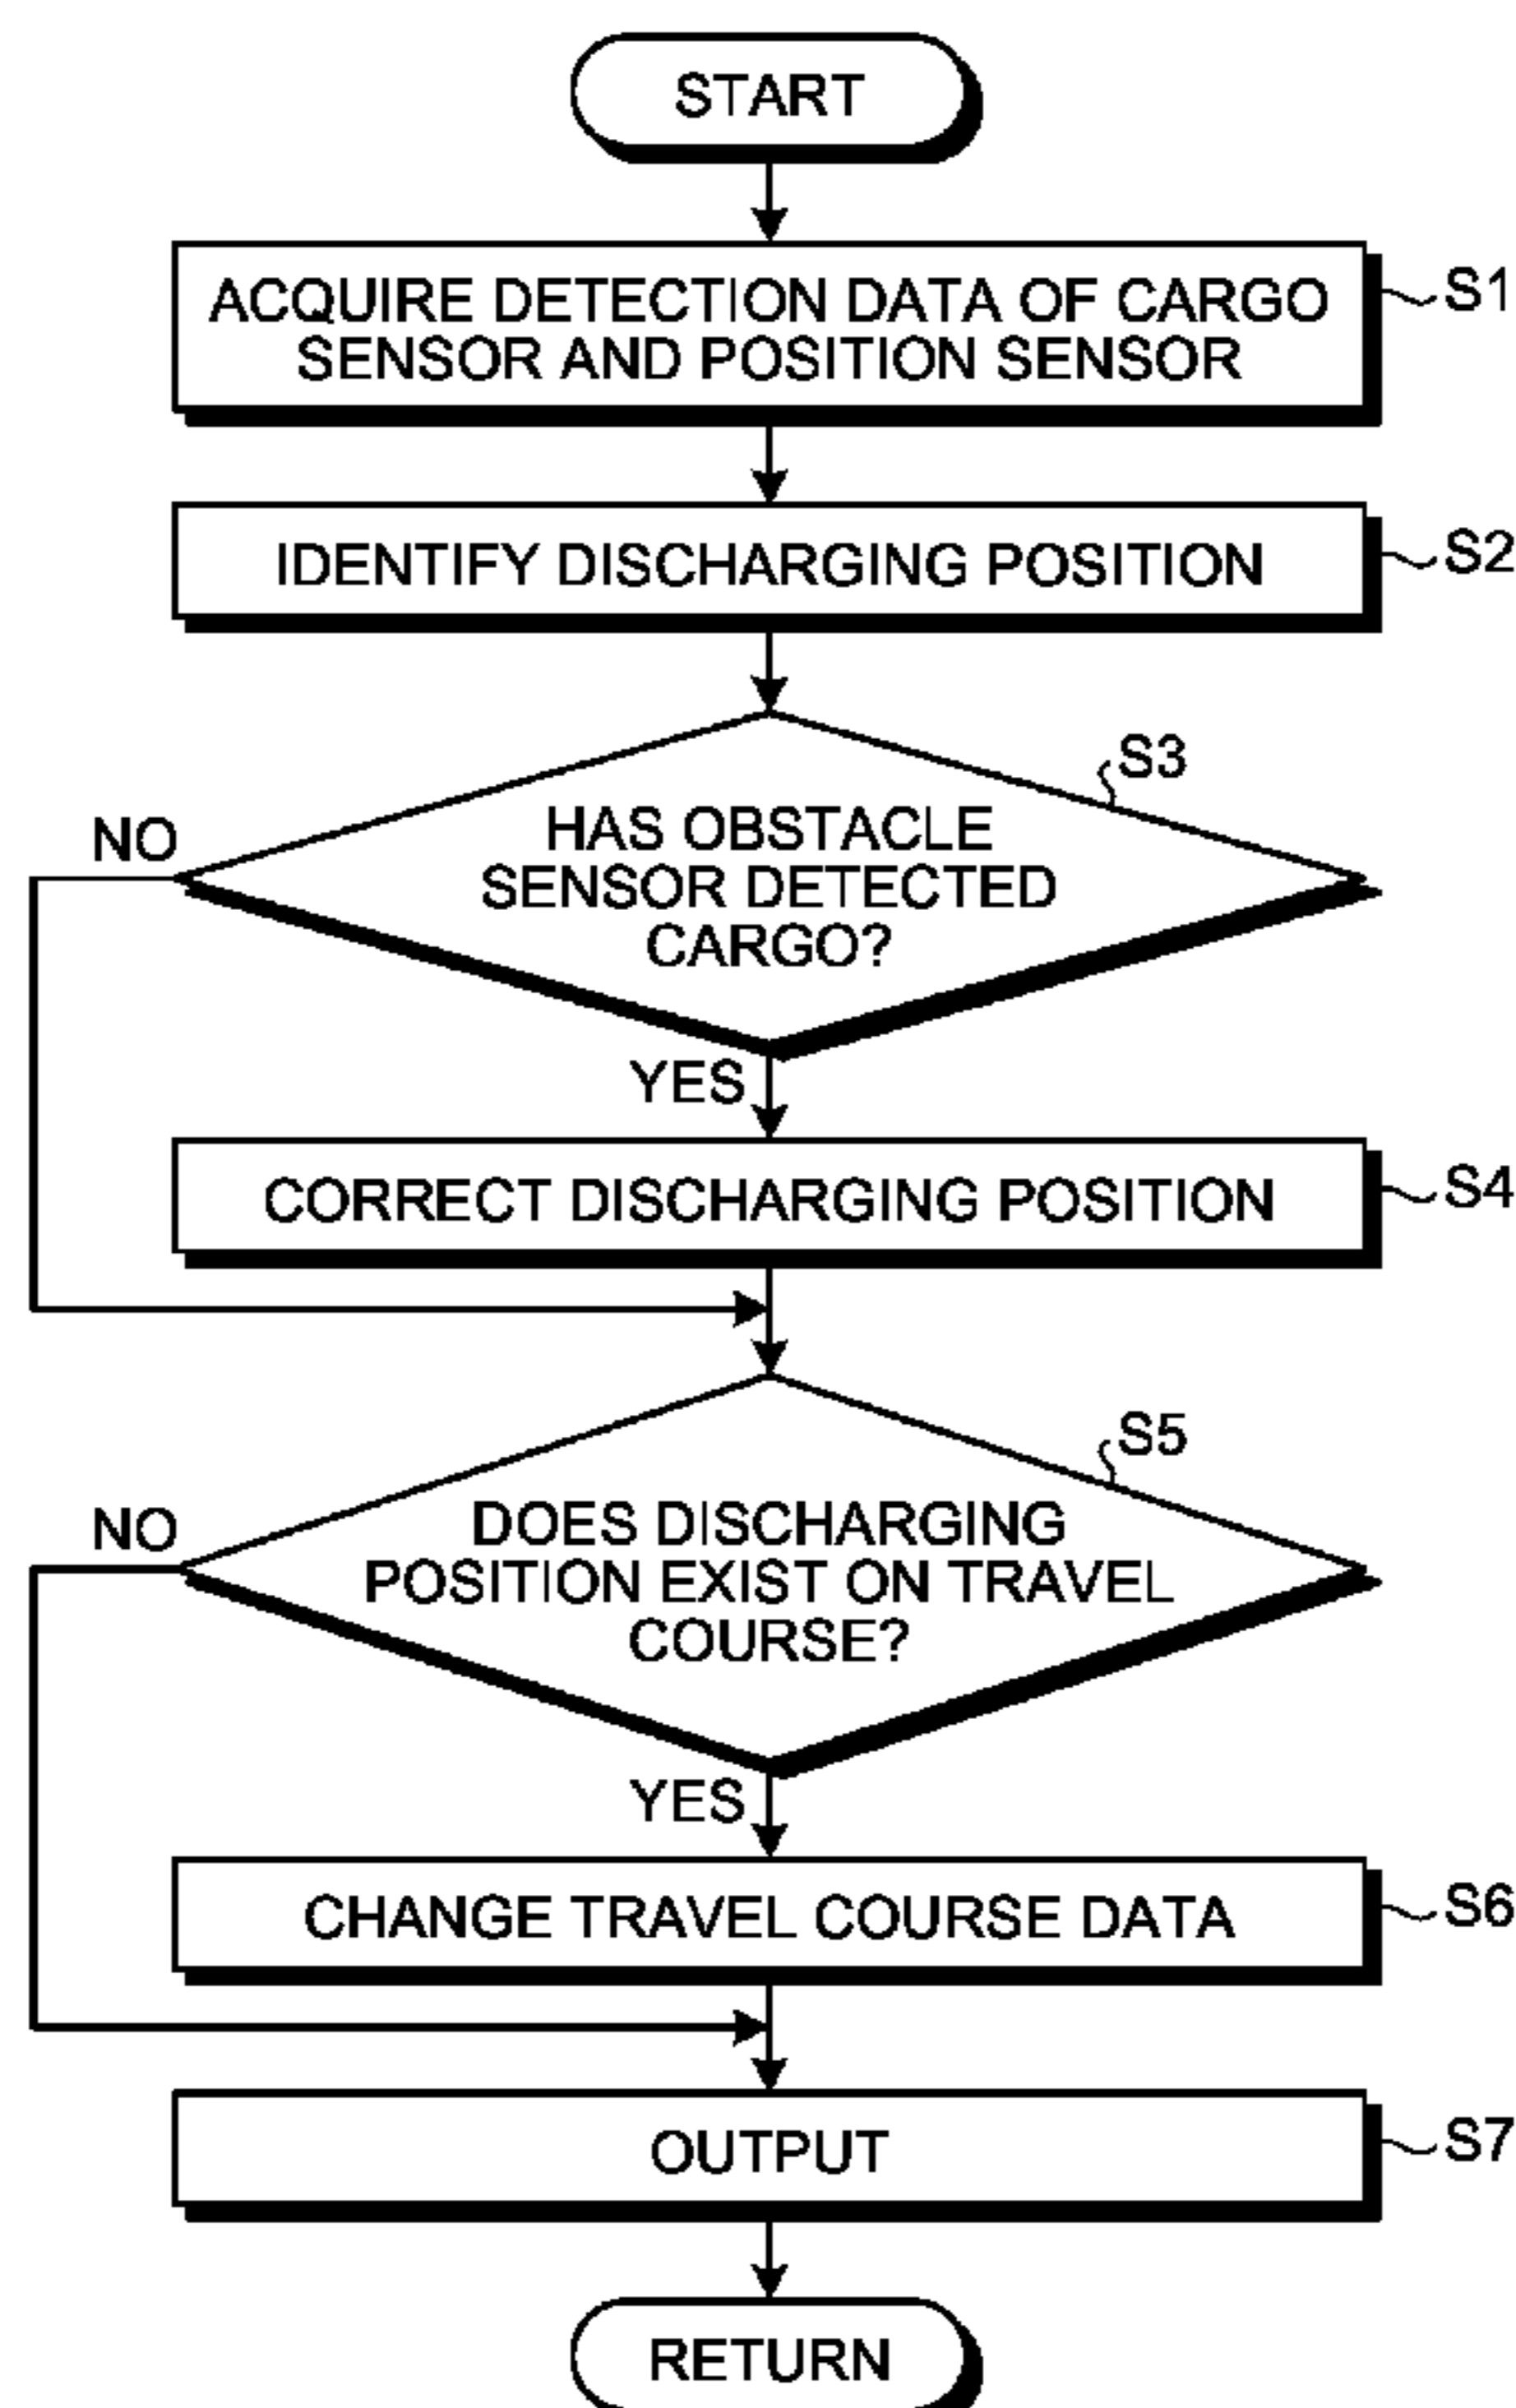 START
ACQUIRE DETECTION DATA OF CARGO
SENSOR AND POSITION SENSOR
S1
IDENTIFY DISCHARGING POSITION
S2
S3
HAS OBSTACLE
SENSOR DETECTED
CARGO?
NO
YES
CORRECT DISCHARGING POSITION
S4
S5
DOES DISCHARGING
POSITION EXIST ON TRAVEL
COURSE?
NO
YES
CHANGE TRAVEL COURSE DATA
S6
OUTPUT
S7
RETURN